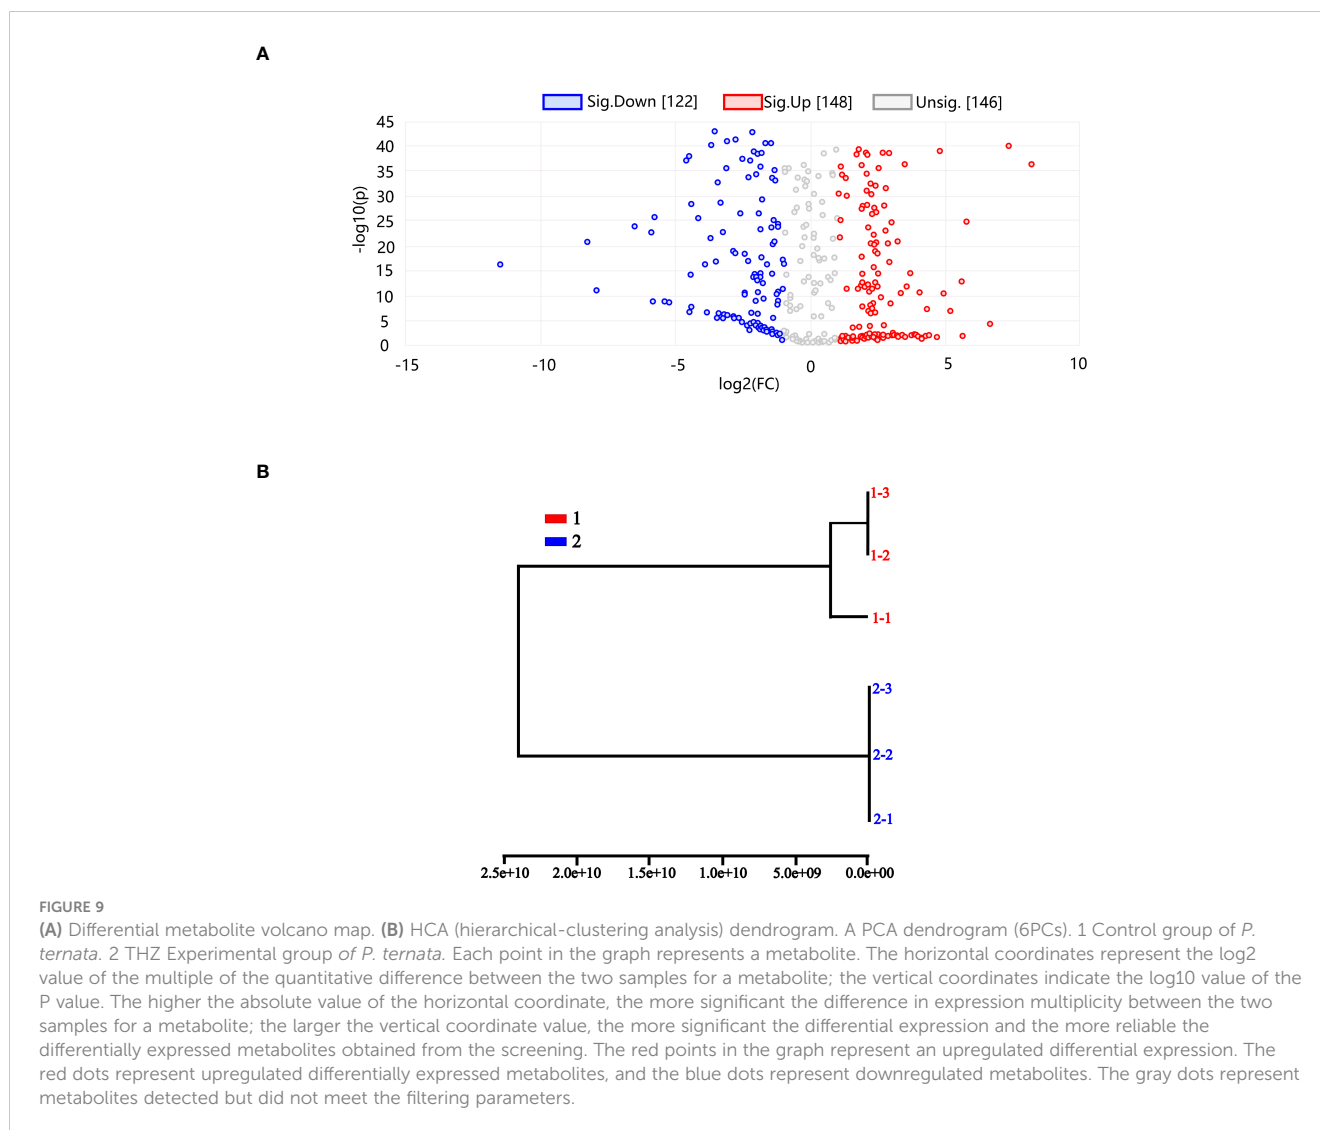 A
Sig.Down [122] Sig.Up [148] Unsig. [146]
45
40
35
30
25
20
15
10
5
0
-log10(p)
-15 -10 -5 0 5 10
log2(FC)
B
1
2
1-3
1-2
1-1
2-3
2-2
2-1
2.5e+10 2.0e+10 1.5e+10 1.0e+10 5.0e+09 0.0e+00
FIGURE 9
(A) Differential metabolite volcano map. (B) HCA (hierarchical-clustering analysis) dendrogram. A PCA dendrogram (6PCs). 1 Control group of P.
ternata. 2 THZ Experimental group of P. ternata. Each point in the graph represents a metabolite. The horizontal coordinates represent the log2
value of the multiple of the quantitative difference between the two samples for a metabolite; the vertical coordinates indicate the log10 value of the
P value. The higher the absolute value of the horizontal coordinate, the more significant the difference in expression multiplicity between the two
samples for a metabolite; the larger the vertical coordinate value, the more significant the differential expression and the more reliable the
differentially expressed metabolites obtained from the screening. The red points in the graph represent an upregulated differential expression. The
red dots represent upregulated differentially expressed metabolites, and the blue dots represent downregulated metabolites. The gray dots represent
metabolites detected but did not meet the filtering parameters.